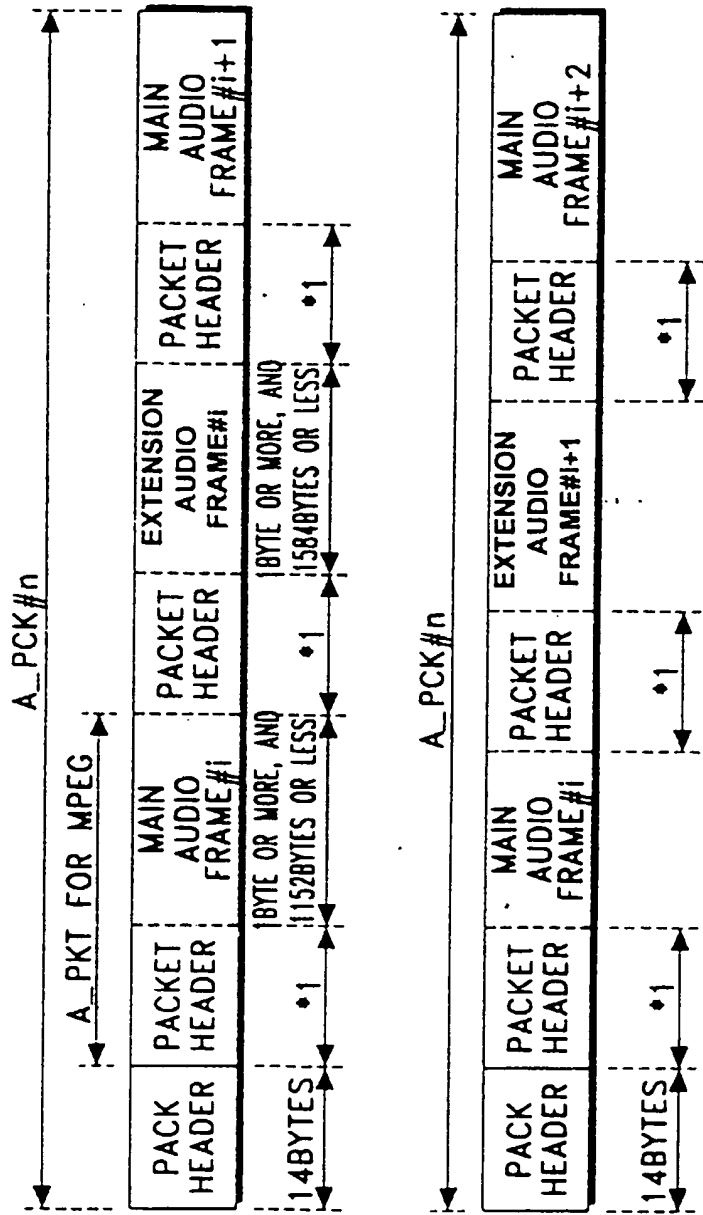 A_PCK#n
A_PKT FOR MPEG
PACK
HEADER
PACKET
HEADER
MAIN
AUDIO
FRAME#i
PACKET
HEADER
EXTENSION
AUDIO
FRAME#i
PACKET
HEADER
MAIN
AUDIO
FRAME#i+1
14BYTES
*1
1BYTE OR MORE, AND
1152BYTES OR LESS
*1
1BYTE OR MORE, AND
1584BYTES OR LESS
*1
A_PCK#n
PACK
HEADER
PACKET
HEADER
MAIN
AUDIO
FRAME#i
PACKET
HEADER
EXTENSION
AUDIO
FRAME#i+1
PACKET
HEADER
MAIN
AUDIO
FRAME#i+2
14BYTES
*1
*1
*1